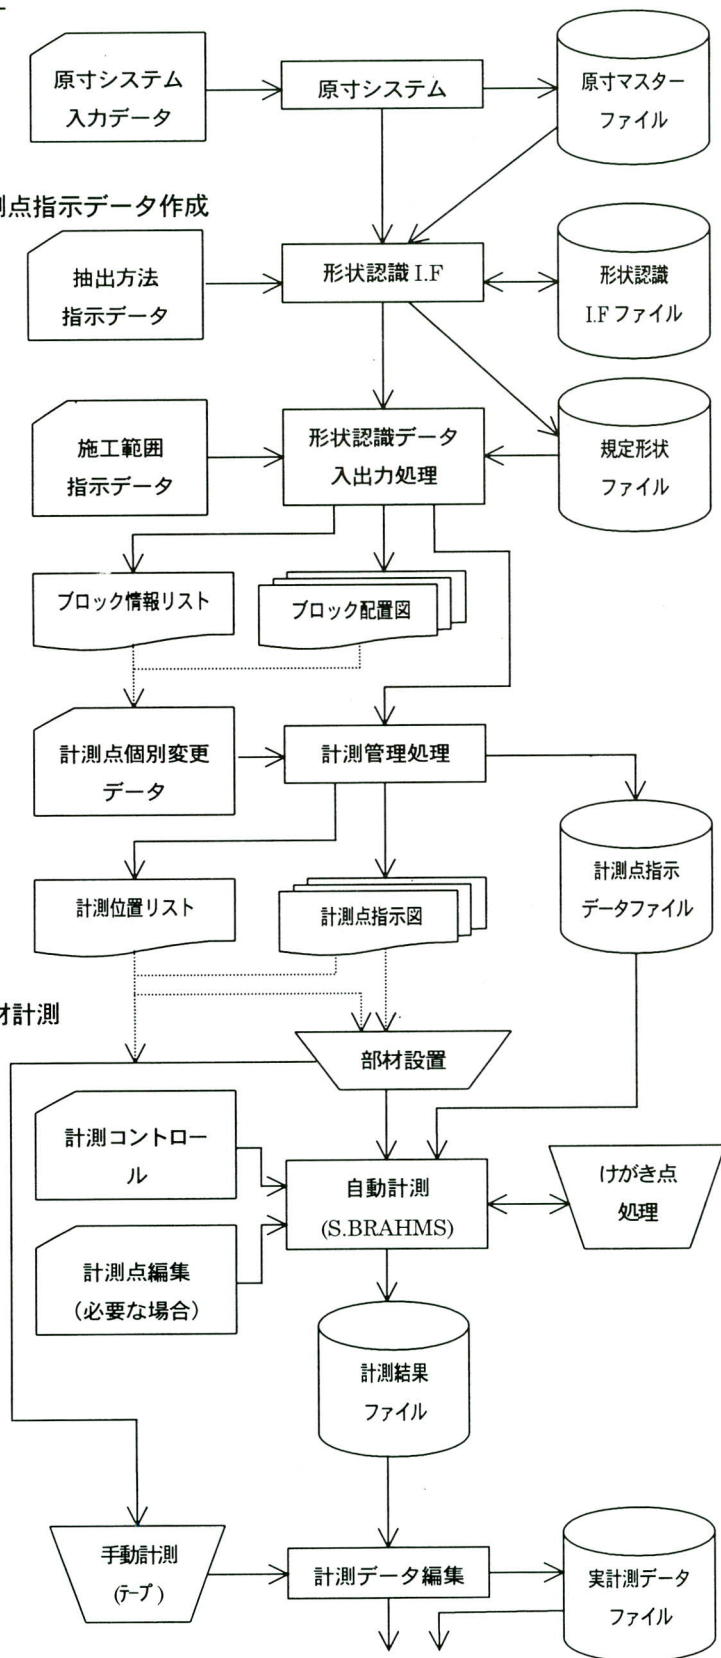 原寸システム
入力データ
原寸システム
原寸マスター
ファイル
点指示データ作成
抽出方法
指示データ
形状認識 I.F
形状認識
I.F ファイル
施工範囲
指示データ
形状認識データ
入出力処理
規定形状
ファイル
ブロック情報リスト
ブロック配置図
計測点個別変更
データ
計測管理処理
計測点指示
データファイル
計測位置リスト
計測点指示図
材計測
部材設置
計測コントロー
ル
自動計測
(S.BRAHMS)
けがき点
処理
計測点編集
(必要な場合)
計測結果
ファイル
手動計測
(ﾃｰﾌﾟ)
計測データ編集
実計測データ
ファイル